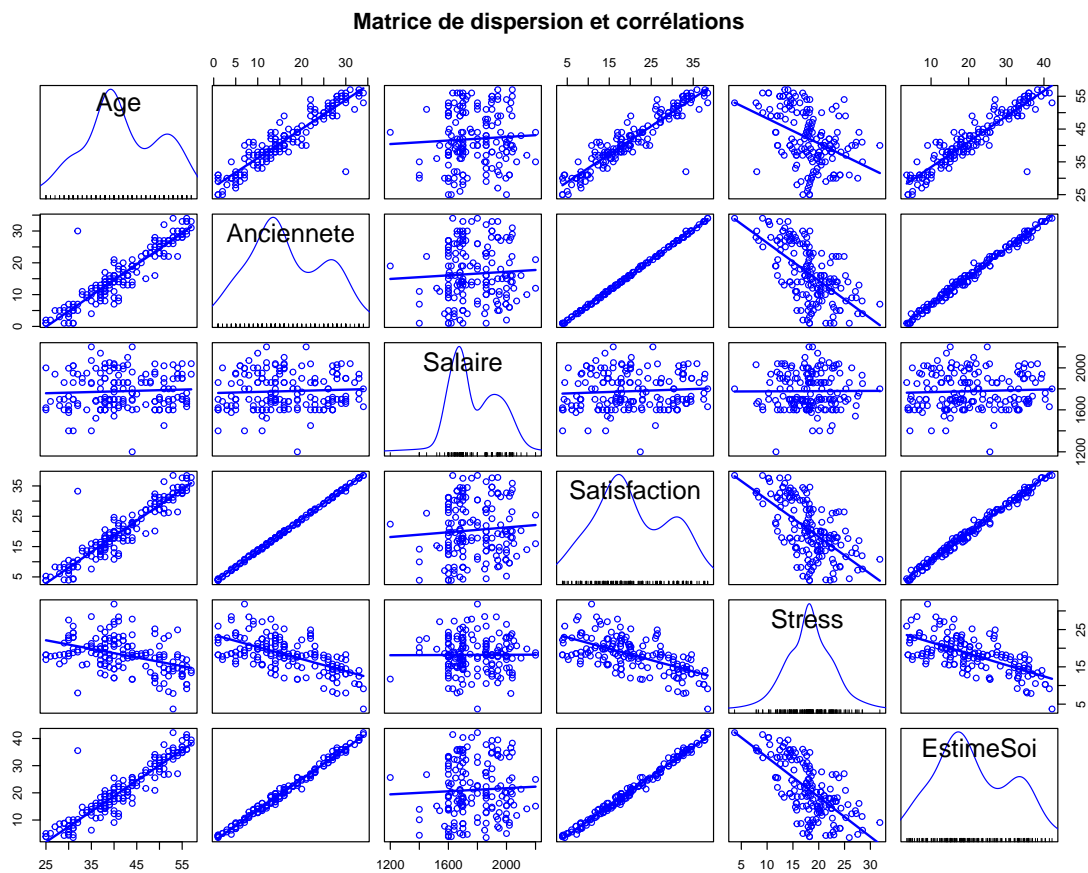 Matrice de dispersion et corrélations
0 10 20 30
5 15 25 35
10 20 30 40
Age
25 35 45 55
0 10 20 30
Anciennete
Salaire
1200 1600 2000
5 15 25 35
Satisfaction
Stress
5 15 25
10 20 30 40
EstimeSoi
25 35 45 55
1200 1600 2000
5 10 15 20 25 30